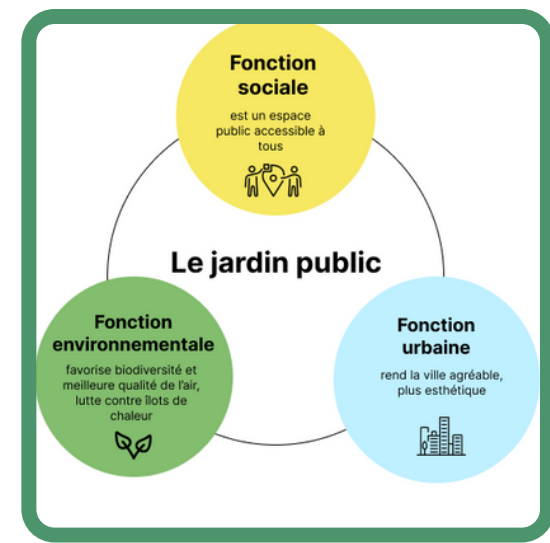 Fonction
sociale
est un espace
public accessible à
tous
Le jardin public
Fonction
environnementale
favorise biodiversité et
meilleure qualité de l'air,
lutte contre îlots de
chaleur
Fonction
urbaine
rend la ville agréable,
plus esthétique